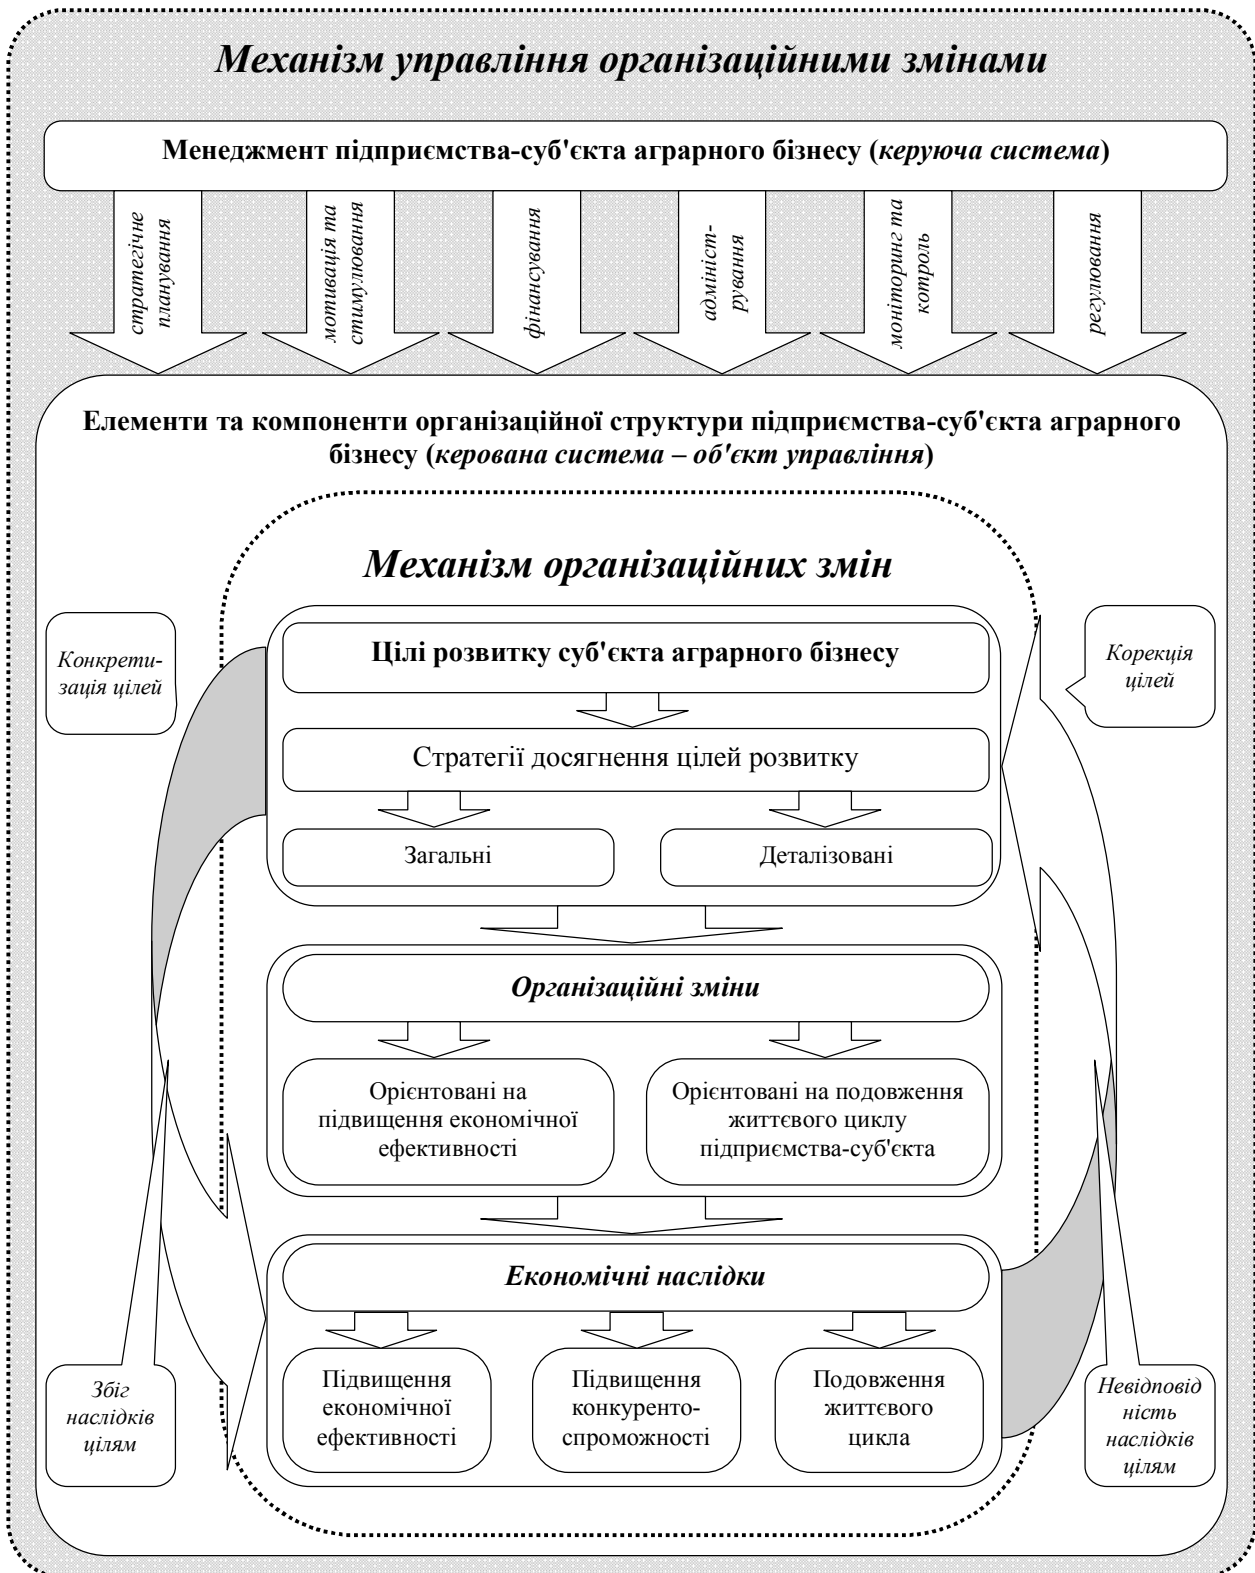 Механізм управління організаційними змінами
Менеджмент підприємства-суб'єкта аграрного бізнесу (керуюча система)
стратегічне
планування
мотивація та
стимулювання
фінансування
адмініст-
рування
моніторинг та
котроль
регулювання
Елементи та компоненти організаційної структури підприємства-суб'єкта аграрного
бізнесу (керована система – об'єкт управління)
Механізм організаційних змін
Конкрети-
зація цілей
Цілі розвитку суб'єкта аграрного бізнесу
Корекція
цілей
Стратегії досягнення цілей розвитку
Загальні
Деталізовані
Організаційні зміни
Орієнтовані на
підвищення економічної
ефективності
Орієнтовані на подовження
життєвого циклу
підприємства-суб'єкта
Економічні наслідки
Збіг
наслідків
цілям
Підвищення
економічної
ефективності
Підвищення
конкуренто-
спроможності
Подовження
життєвого
цикла
Невідповід
ність
наслідків
цілям